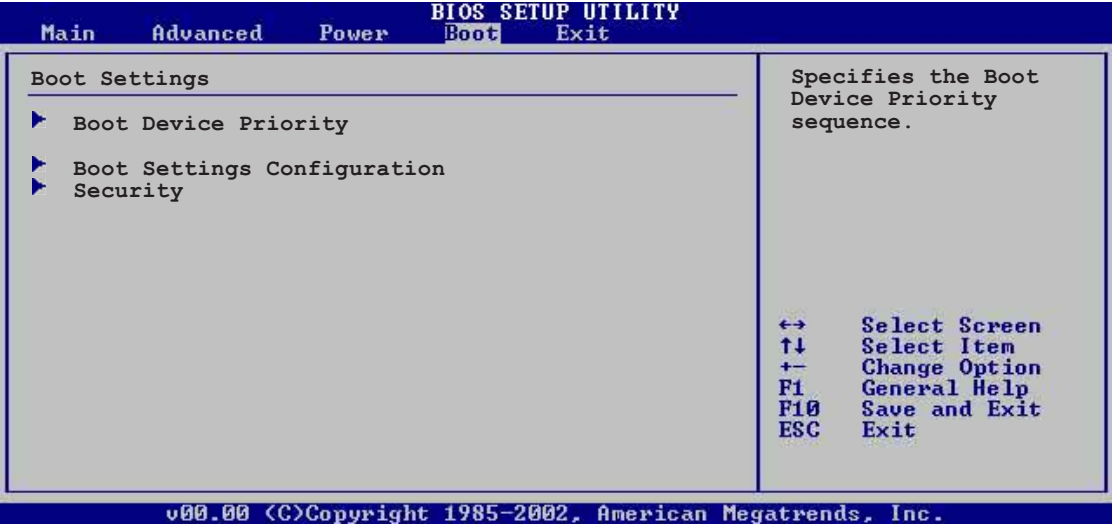 BIOS SETUP UTILITY
Main Advanced Power Boot Exit
Boot Settings
Boot Device Priority
Boot Settings Configuration
Security
Specifies the Boot
Device Priority
sequence.
←→ Select Screen
↑↓ Select Item
+- Change Option
F1 General Help
F10 Save and Exit
ESC Exit
v00.00 (C)Copyright 1985-2002, American Megatrends, Inc.